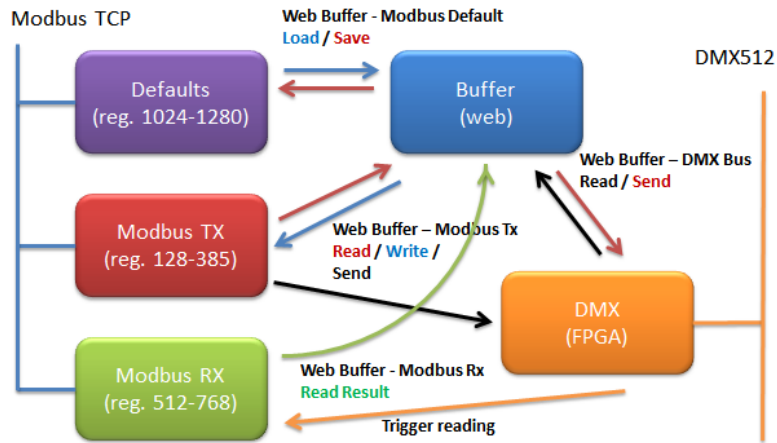 Modbus TCP
Web Buffer - Modbus Default
Load / Save
DMX512
Defaults
(reg. 1024-1280)
Buffer
(web)
Web Buffer – DMX Bus
Read / Send
Modbus TX
(reg. 128-385)
Web Buffer – Modbus Tx
Read / Write /
Send
DMX
(FPGA)
Modbus RX
(reg. 512-768)
Web Buffer - Modbus Rx
Read Result
Trigger reading